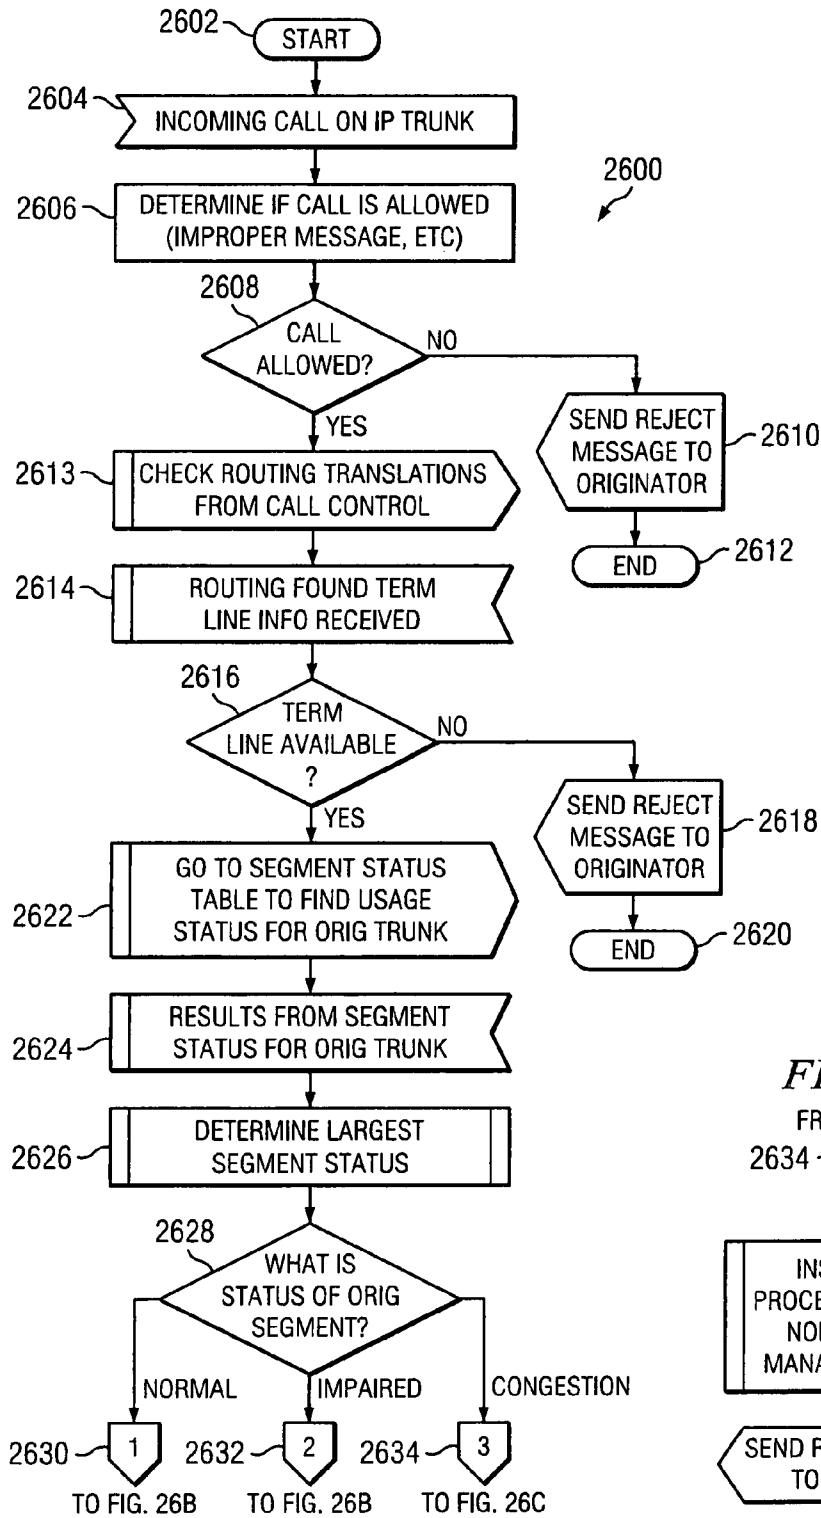 2602
START
2604
INCOMING CALL ON IP TRUNK
2600
2606
DETERMINE IF CALL IS ALLOWED
(IMPROPER MESSAGE, ETC)
2608
CALL
ALLOWED?
NO
YES
SEND REJECT
MESSAGE TO
ORIGINATOR
2610
END
2612
2613
CHECK ROUTING TRANSLATIONS
FROM CALL CONTROL
2614
ROUTING FOUND TERM
LINE INFO RECEIVED
2616
TERM
LINE AVAILABLE
?
NO
YES
SEND REJECT
MESSAGE TO
ORIGINATOR
2618
END
2620
2622
GO TO SEGMENT STATUS
TABLE TO FIND USAGE
STATUS FOR ORIG TRUNK
2624
RESULTS FROM SEGMENT
STATUS FOR ORIG TRUNK
2626
DETERMINE LARGEST
SEGMENT STATUS
2628
WHAT IS
STATUS OF ORIG
SEGMENT?
NORMAL
IMPAIRED
CONGESTION
2630
1
2632
2
2634
3
TO FIG. 26B
TO FIG. 26B
TO FIG. 26C
2634
SEND
TO